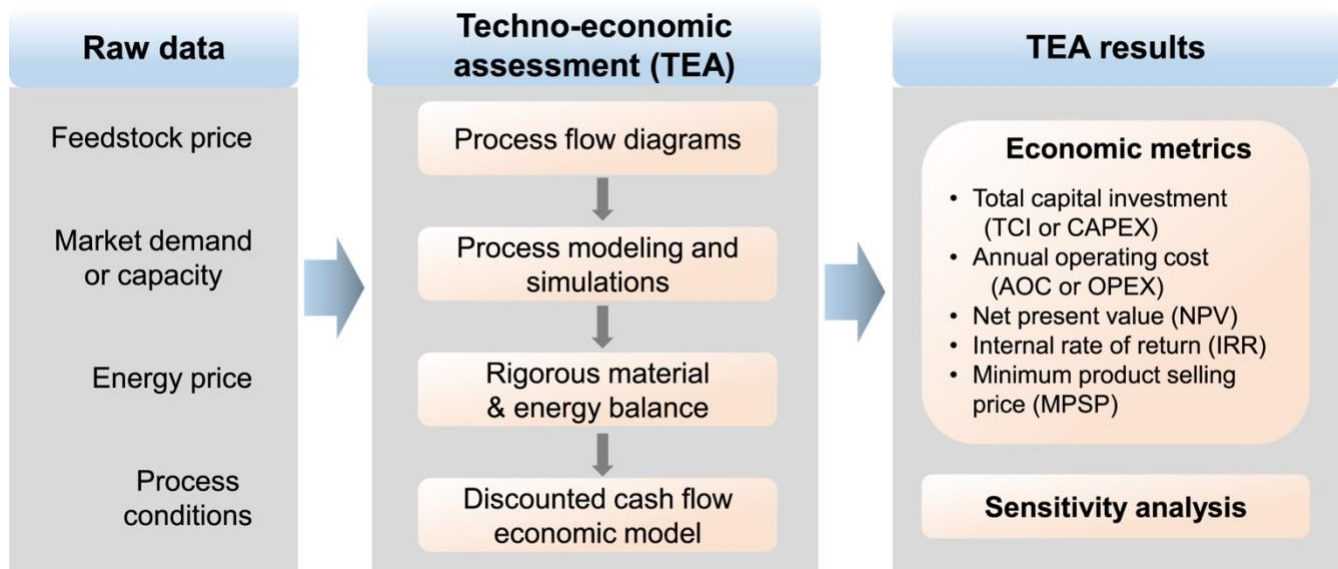 Raw data
Feedstock price
Market demand
or capacity
Energy price
Process
conditions
Techno-economic
assessment (TEA)
Process flow diagrams
Process modeling and
simulations
Rigorous material
& energy balance
Discounted cash flow
economic model
TEA results
Economic metrics
• Total capital investment
(TCI or CAPEX)
• Annual operating cost
(AOC or OPEX)
• Net present value (NPV)
• Internal rate of return (IRR)
• Minimum product selling
price (MPSP)
Sensitivity analysis